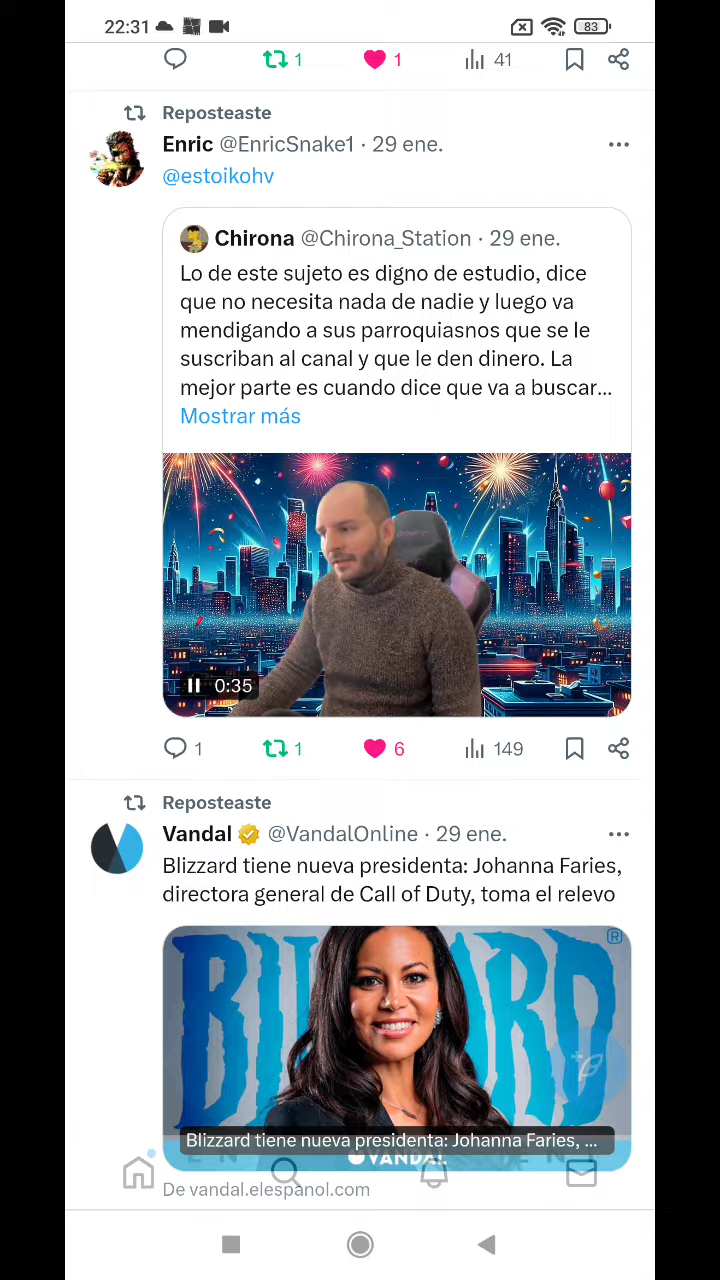 22:31
83
1
1
41
Reposteaste
Enric @EnricSnake1 · 29 ene.
@estoikohv
Chirona @Chirona_Station · 29 ene.
Lo de este sujeto es digno de estudio, dice
que no necesita nada de nadie y luego va
mendigando a sus parroquiasnos que se le
suscriban al canal y que le den dinero. La
mejor parte es cuando dice que va a buscar...
Mostrar más
0:35
1
1
6
149
Reposteaste
Vandal @VandalOnline · 29 ene.
Blizzard tiene nueva presidenta: Johanna Faries,
directora general de Call of Duty, toma el relevo
Blizzard tiene nueva presidenta: Johanna Faries, ...
VANDAL
De vandal.elespanol.com